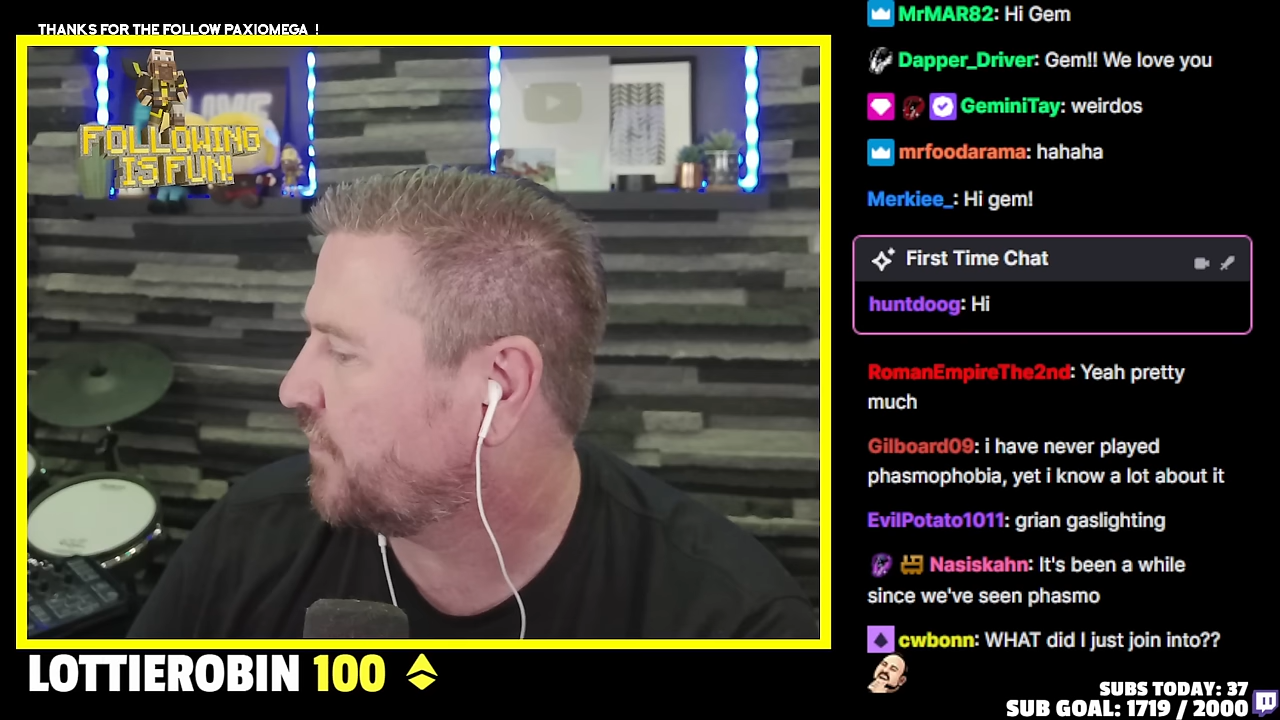 THANKS FOR THE FOLLOW PAXIOMEGA !
LIVE
FOLLOWING
IS FUN!
LOTTIEROBIN 100
MrMAR82: Hi Gem
Dapper_Driver: Gem!! We love you
GeminiTay: weirdos
mrfoodarama: hahaha
Merkiee_: Hi gem!
First Time Chat
huntdoog: Hi
RomanEmpireThe2nd: Yeah pretty
much
Gilboard09: i have never played
phasmophobia, yet i know a lot about it
EvilPotato1011: grian gaslighting
Nasiskahn: It's been a while
since we've seen phasmo
cwbonn: WHAT did I just join into??
SUBS TODAY: 37
SUB GOAL: 1719 / 2000